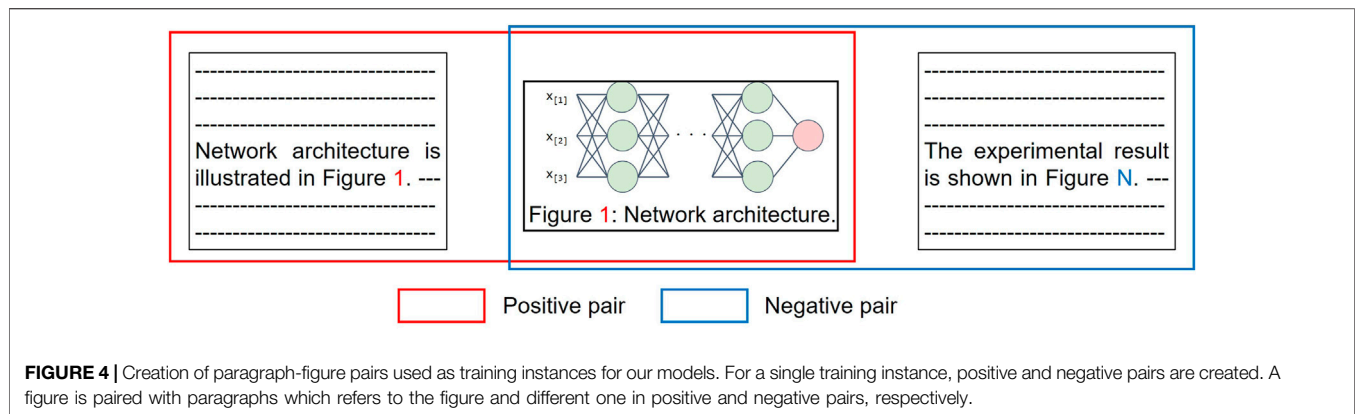 ------------------------------
------------------------------
------------------------------
Network architecture is
illustrated in Figure 1. ---
------------------------------
------------------------------
x[1]
x[2]
x[3]
. . .
Figure 1: Network architecture.
------------------------------
------------------------------
------------------------------
The experimental result
is shown in Figure N. ---
------------------------------
------------------------------
Positive pair
Negative pair
FIGURE 4 | Creation of paragraph-figure pairs used as training instances for our models. For a single training instance, positive and negative pairs are created. A
figure is paired with paragraphs which refers to the figure and different one in positive and negative pairs, respectively.